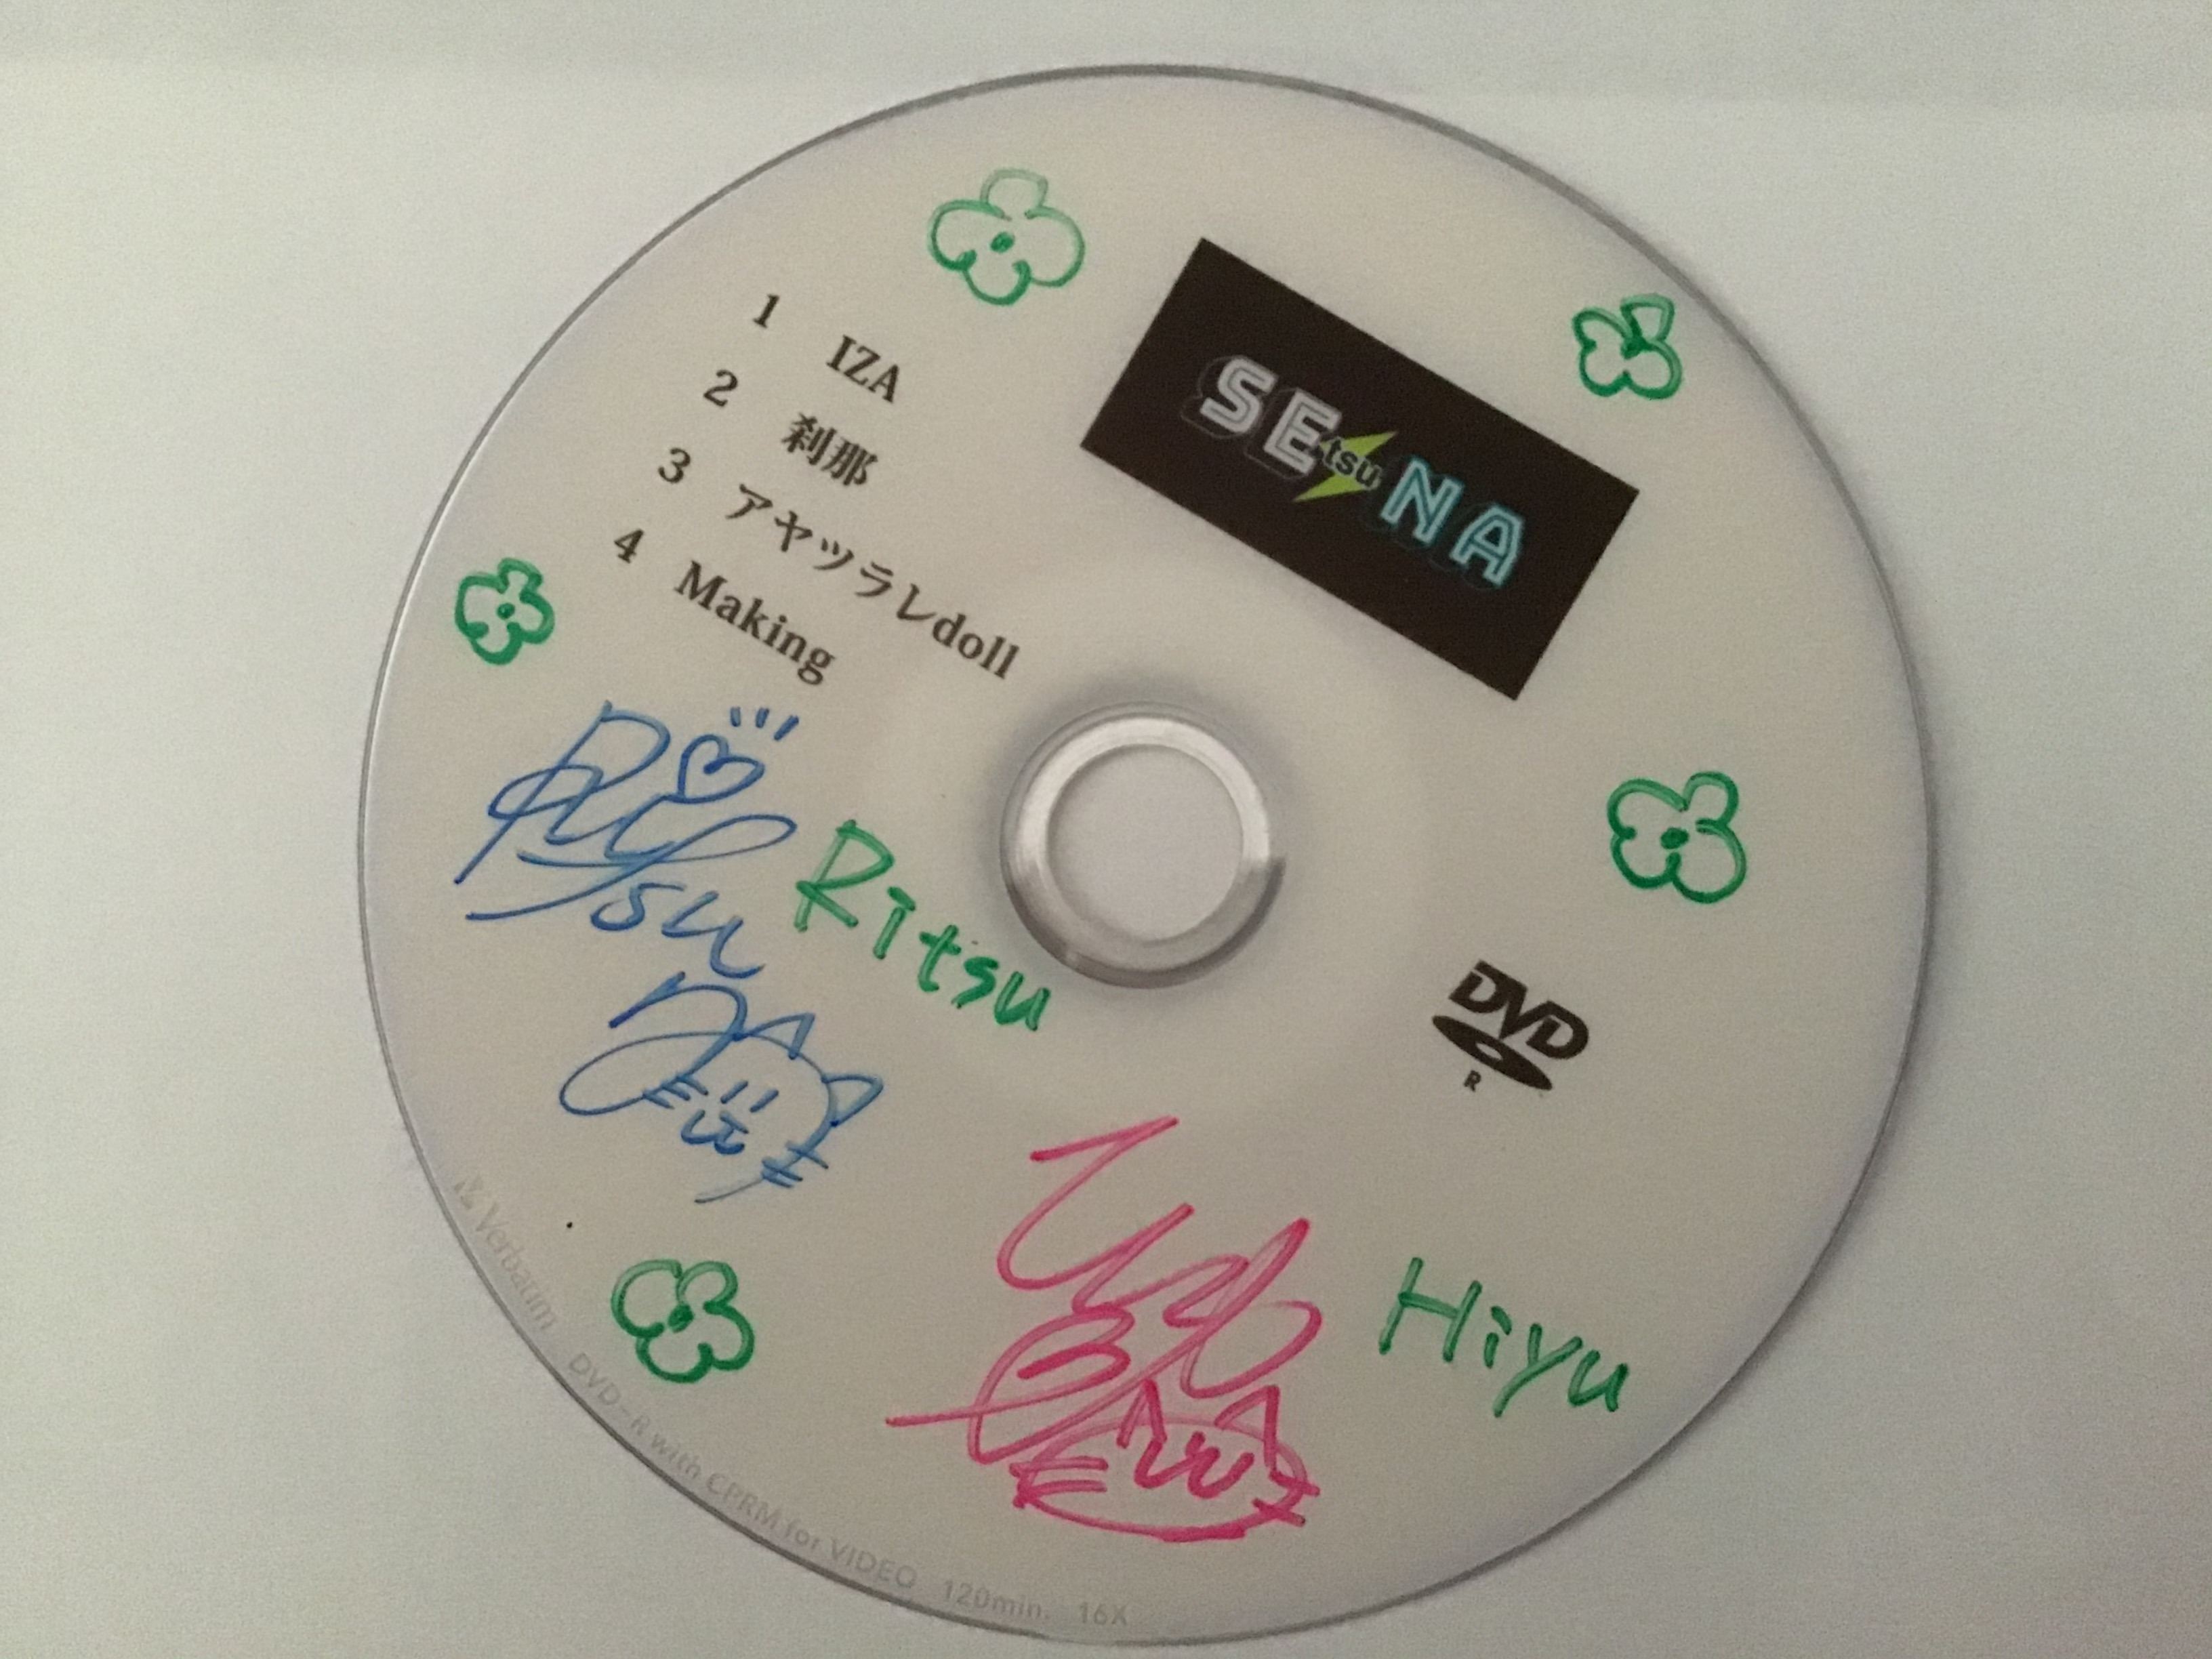 1 IZA
2 刹那
3 アヤツラレdoll
4 Making
SEtsuNA
Ritsu
Ritsu
DVD
R
Hiyu
Verbatim DVD-R with CPRM for VIDEO 120min. 16X